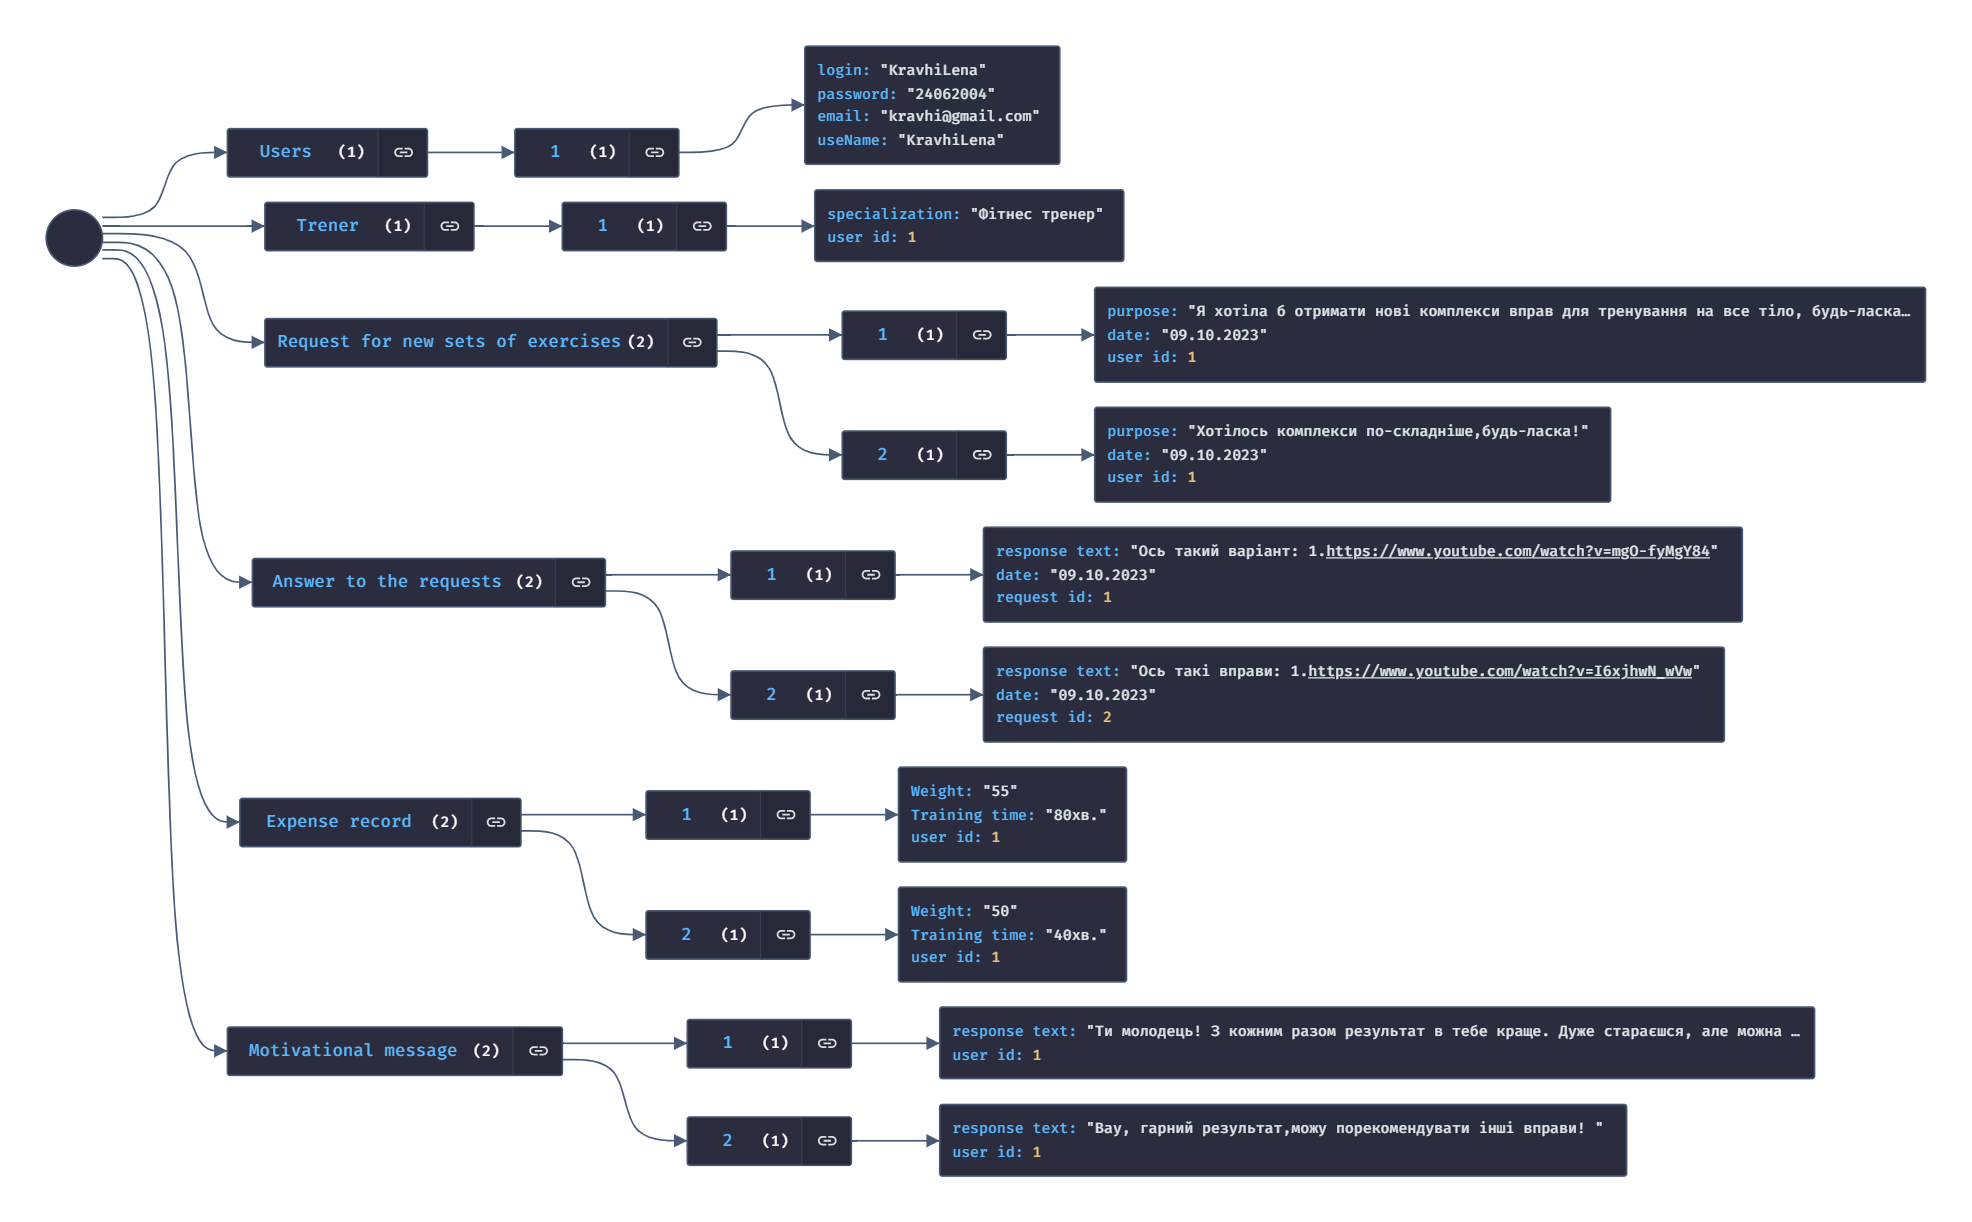 login: "KravhiLena"
password: "24062004"
email: "kravhi@gmail.com"
useName: "KravhiLena"
Users (1)
1 (1)
Trener (1)
1 (1)
specialization: "Фітнес тренер"
user id: 1
Request for new sets of exercises (2)
1 (1)
purpose: "Я хотіла б отримати нові комплекси вправ для тренування на все тіло, будь-ласка…
date: "09.10.2023"
user id: 1
2 (1)
purpose: "Хотілось комплекси по-складніше,будь-ласка!"
date: "09.10.2023"
user id: 1
Answer to the requests (2)
1 (1)
response text: "Ось такий варіант: 1.https://www.youtube.com/watch?v=mgO-fyMgY84"
date: "09.10.2023"
request id: 1
2 (1)
response text: "Ось такі вправи: 1.https://www.youtube.com/watch?v=I6xjhwN_wVw"
date: "09.10.2023"
request id: 2
Expense record (2)
1 (1)
Weight: "55"
Training time: "80хв."
user id: 1
2 (1)
Weight: "50"
Training time: "40хв."
user id: 1
Motivational message (2)
1 (1)
response text: "Ти молодець! З кожним разом результат в тебе краще. Дуже стараєшся, але можна …
user id: 1
2 (1)
response text: "Вау, гарний результат,можу порекомендувати інші вправи! "
user id: 1